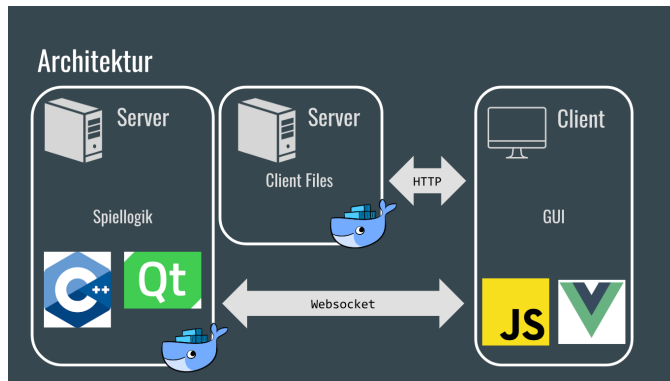 Architektur
Server
Spiellogik
C++
Qt
Server
Client Files
HTTP
Websocket
Client
GUI
JS